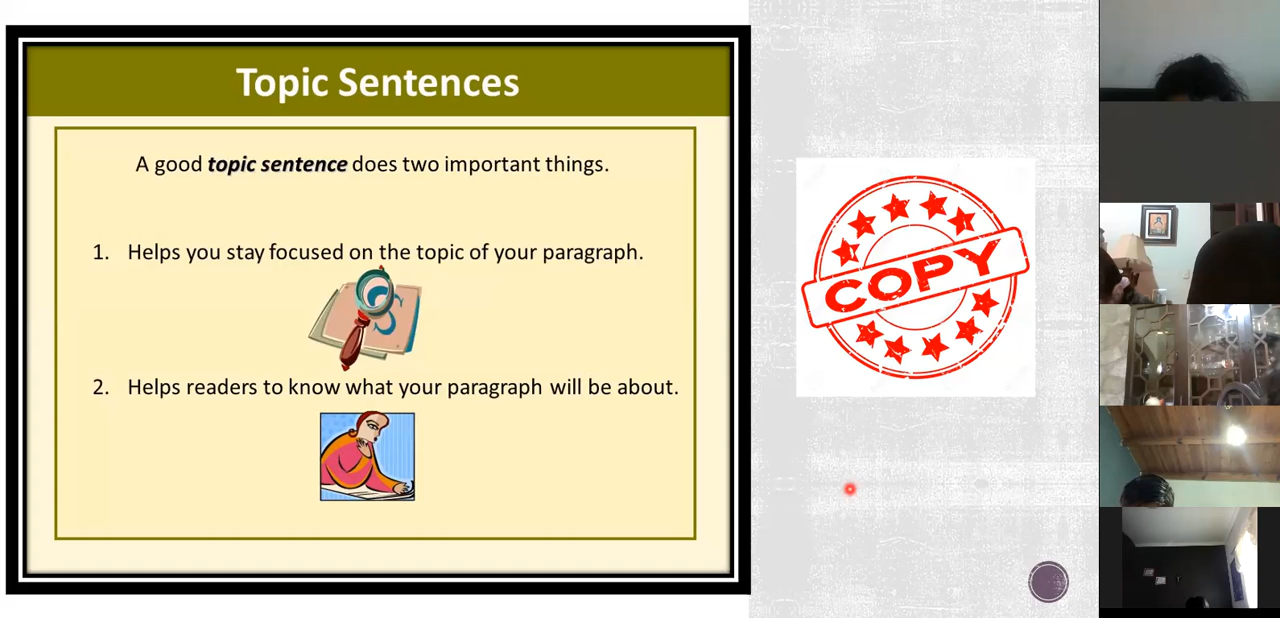 Topic Sentences
A good topic sentence does two important things.
1. Helps you stay focused on the topic of your paragraph.
2. Helps readers to know what your paragraph will be about.
COPY